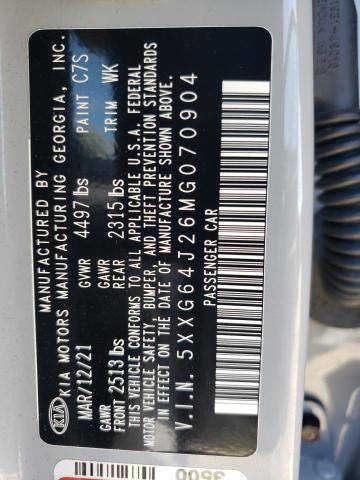 MANUFACTURED BY
KIA KIA MOTORS MANUFACTURING GEORGIA, INC.
MAR/12/21 GVWR 4497 lbs PAINT C7S
GAWR FRONT 2513 lbs GAWR REAR 2315 lbs TRIM WK
THIS VEHICLE CONFORMS TO ALL APPLICABLE U.S.A. FEDERAL
MOTOR VEHICLE SAFETY, BUMPER, AND THEFT PREVENTION STANDARDS
IN EFFECT ON THE DATE OF MANUFACTURE SHOWN ABOVE.
V.I.N. 5XXG64J26MG070904
PASSENGER CAR
3500